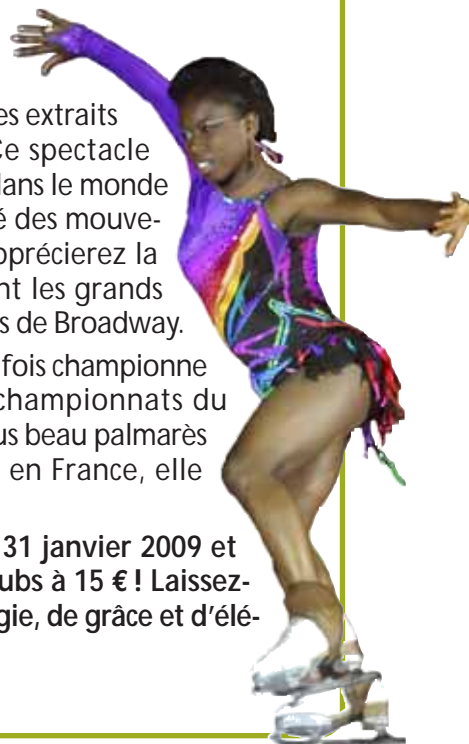 es extraits
Ce spectacle
dans le monde
é des mouve-
pprécierez la
nt les grands
s de Broadway.
fois championne
championnats du
us beau palmarès
en France, elle
31 janvier 2009 et
ubs à 15 € ! Laissez-
gie, de grâce et d'élé-